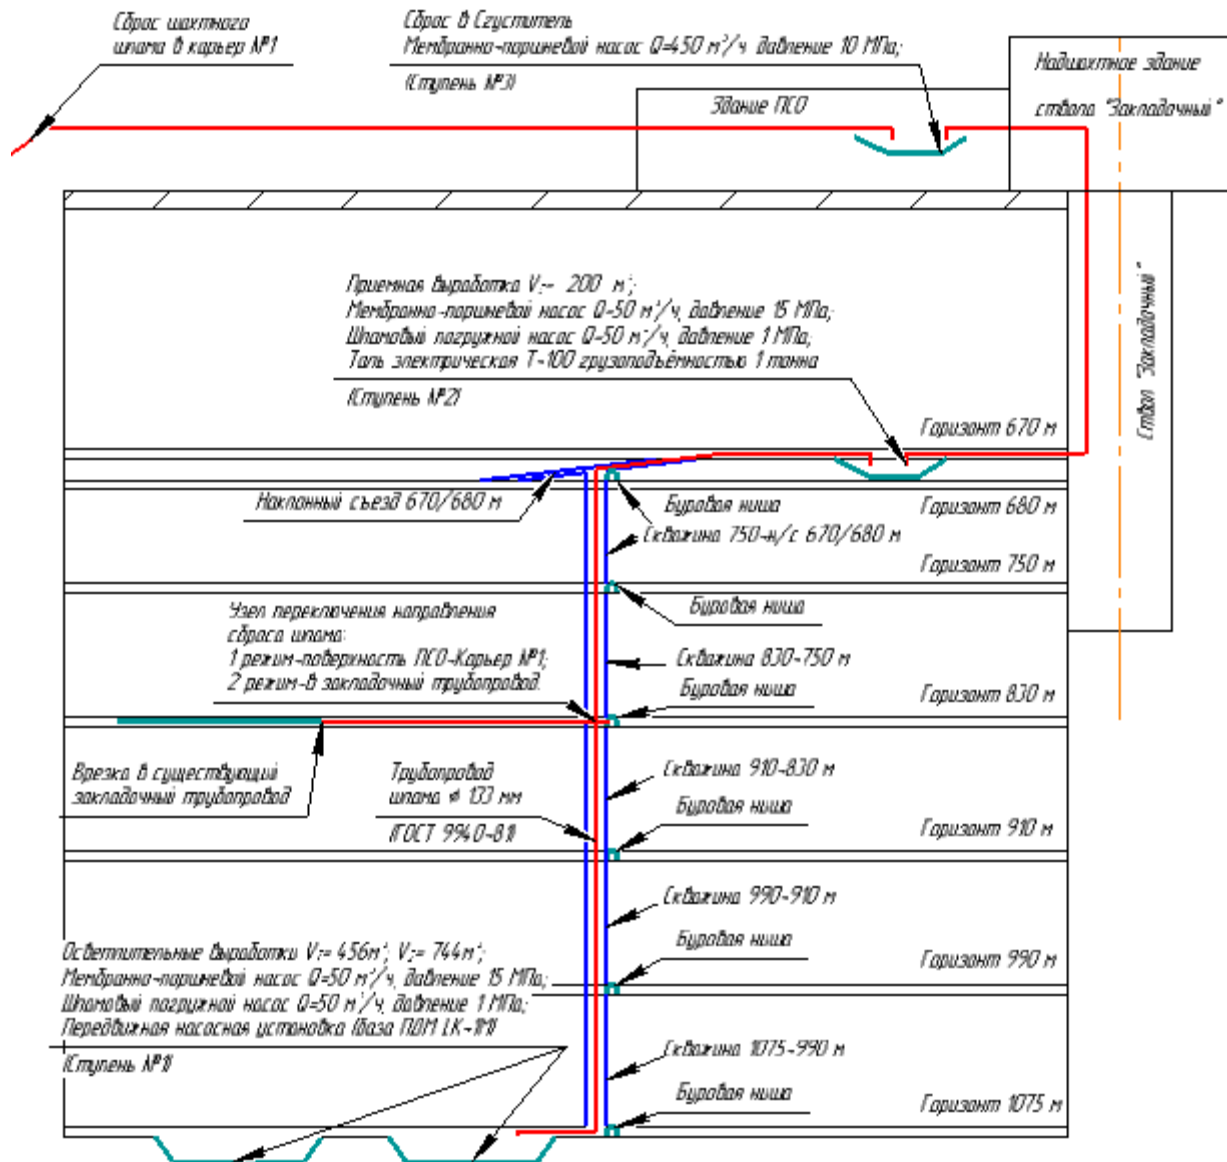 Сброс шахтного
шлама в карьер №1
Сброс в Сгуститель
Мембранно-поршневой насос Q=450 м³/ч, давление 10 МПа;
(Ступень №3)
Надшахтное здание
ствола "Закладочный"
Здание ПСО
Приемная выработка V₁~ 200 м³;
Мембранно-поршневой насос Q-50 м³/ч, давление 15 МПа;
Шламовый погружной насос Q-50 м³/ч, давление 1 МПа;
Таль электрическая Т-100 грузоподъёмностью 1 тонна
(Ступень №2)
Ствол "Закладочный"
Горизонт 670 м
Наклонный съезд 670/680 м
Буровая ниша
Горизонт 680 м
Скважина 750-н/с 670/680 м
Горизонт 750 м
Узел переключения направления
сброса шлама:
1 режим-поверхность ПСО-Карьер №1;
2 режим-в закладочный трубопровод.
Буровая ниша
Скважина 830-750 м
Буровая ниша
Горизонт 830 м
Врезка в существующий
закладочный трубопровод
Трубопровод
шлама ø 133 мм
(ГОСТ 9940-81)
Скважина 910-830 м
Буровая ниша
Горизонт 910 м
Скважина 990-910 м
Буровая ниша
Горизонт 990 м
Осветлительные выработки V₁= 456м³; V₂= 744м³;
Мембранно-поршневой насос Q=50 м³/ч, давление 15 МПа;
Шламовый погружной насос Q=50 м³/ч, давление 1 МПа;
Передвижная насосная установка (база ПДМ LK-1М)
(Ступень №1)
Скважина 1075-990 м
Буровая ниша
Горизонт 1075 м